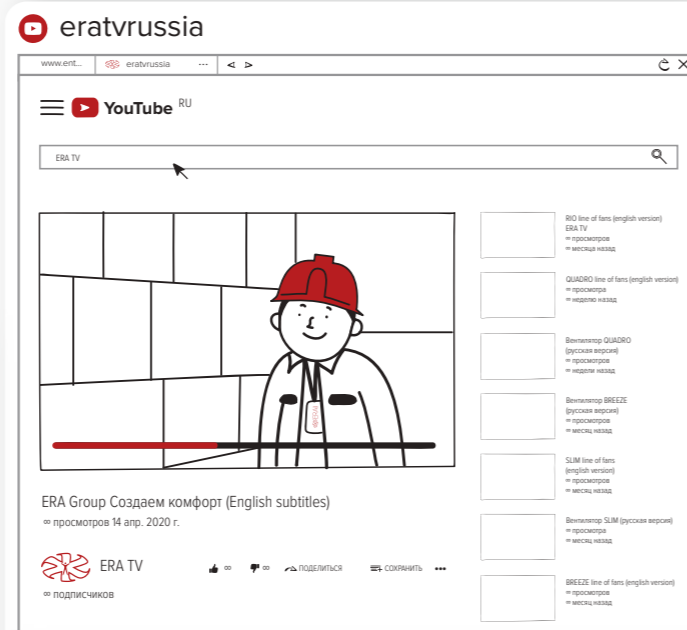 eratvrussia
www.ent...
eratvrussia
...
YouTube RU
ERA TV
ERA Group Создаем комфорт (English subtitles)
∞ просмотров 14 апр. 2020 г.
ERA TV
∞ ∞ ПОДЕЛИТЬСЯ СОХРАНИТЬ •••
∞ подписчиков
RIO line of fans (english version)
ERA TV
∞ просмотров
∞ месяца назад
QUADRO line of fans (english version)
∞ просмотра
∞ неделю назад
Вентилятор QUADRO
(русская версия)
∞ просмотров
∞ недели назад
Вентилятор BREEZE
(русская версия)
∞ просмотров
∞ месяц назад
SLIM line of fans
(english version)
∞ просмотров
∞ месяц назад
Вентилятор SLIM (русская версия)
∞ просмотра
∞ месяц назад
BREEZE line of fans (english version)
∞ просмотров
∞ месяц назад